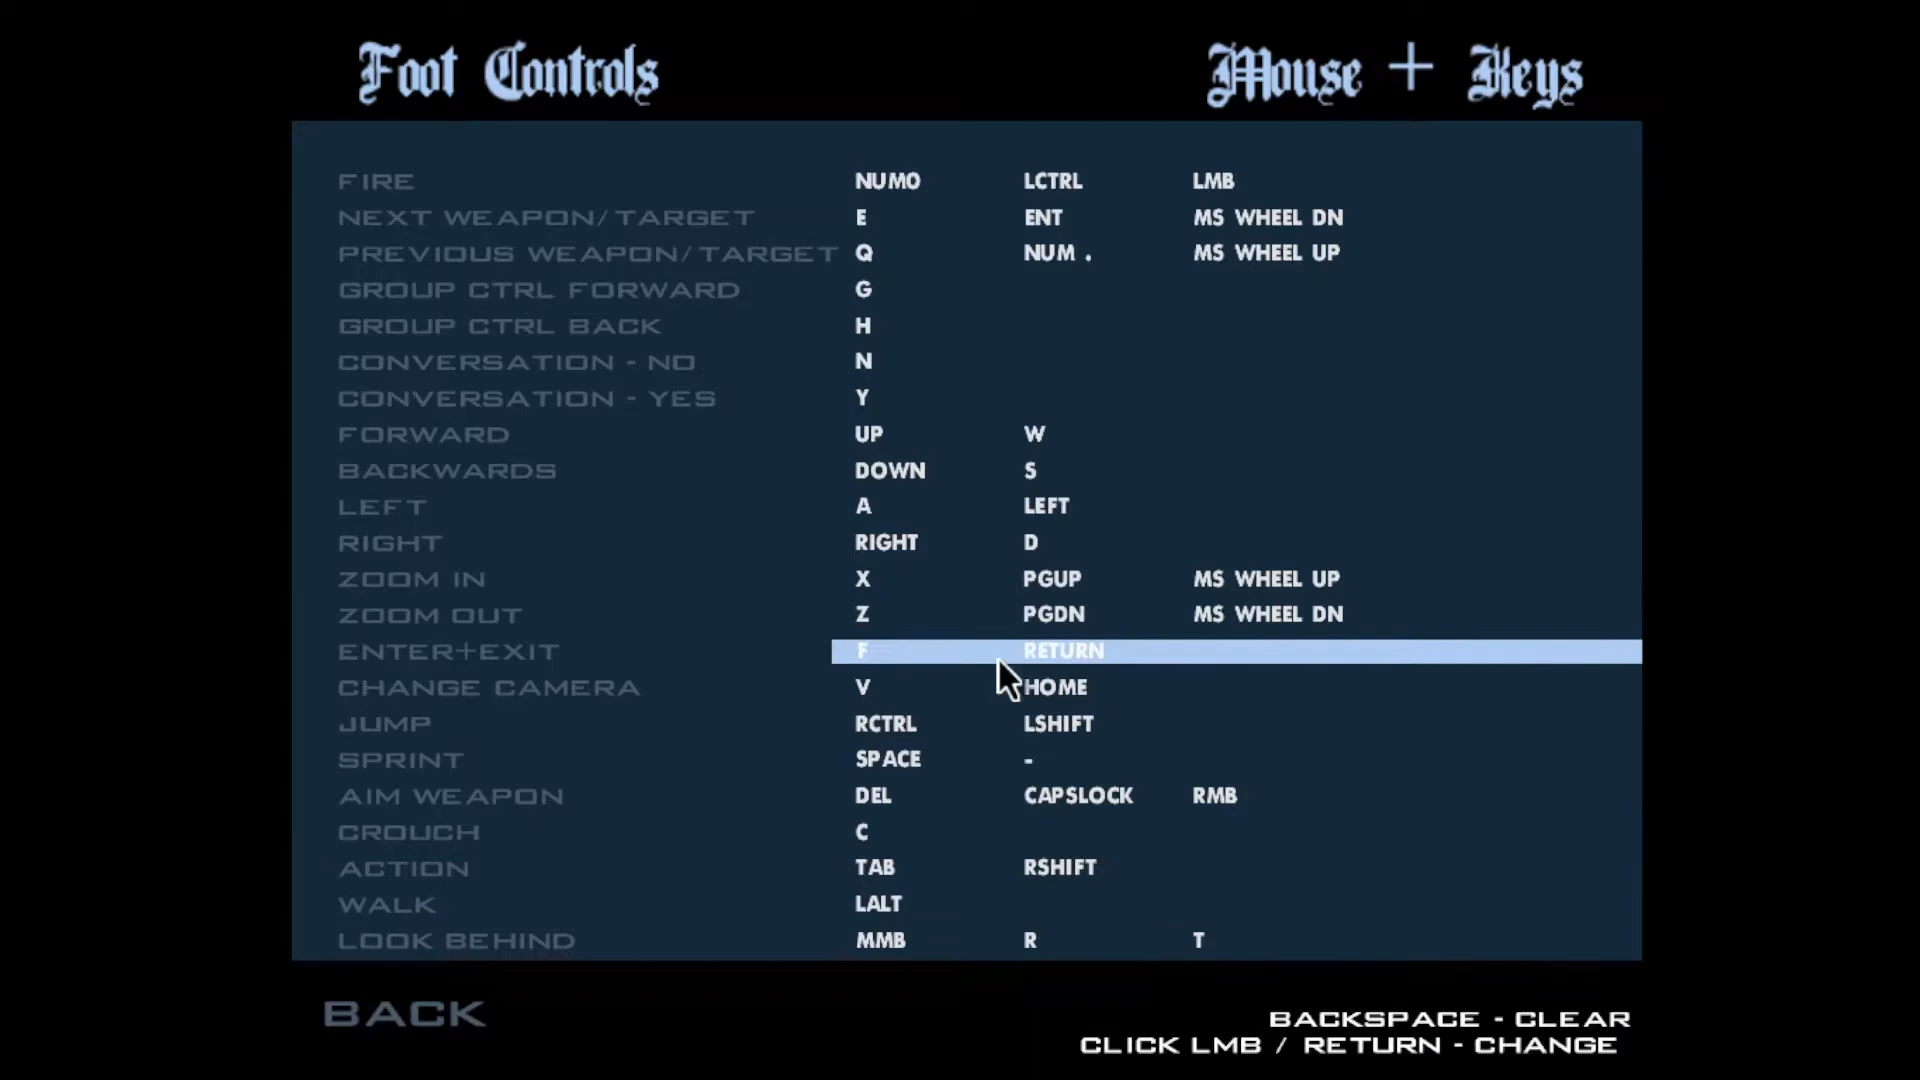 Foot Controls Mouse + Keys
FIRE NUM0 LCTRL LMB
NEXT WEAPON/TARGET E ENT MS WHEEL DN
PREVIOUS WEAPON/TARGET Q NUM . MS WHEEL UP
GROUP CTRL FORWARD G
GROUP CTRL BACK H
CONVERSATION - NO N
CONVERSATION - YES Y
FORWARD UP W
BACKWARDS DOWN S
LEFT A LEFT
RIGHT RIGHT D
ZOOM IN X PGUP MS WHEEL UP
ZOOM OUT Z PGDN MS WHEEL DN
ENTER+EXIT F RETURN
CHANGE CAMERA V HOME
JUMP RCTRL LSHIFT
SPRINT SPACE -
AIM WEAPON DEL CAPSLOCK RMB
CROUCH C
ACTION TAB RSHIFT
WALK LALT
LOOK BEHIND MMB R T
BACK
BACKSPACE - CLEAR
CLICK LMB / RETURN - CHANGE